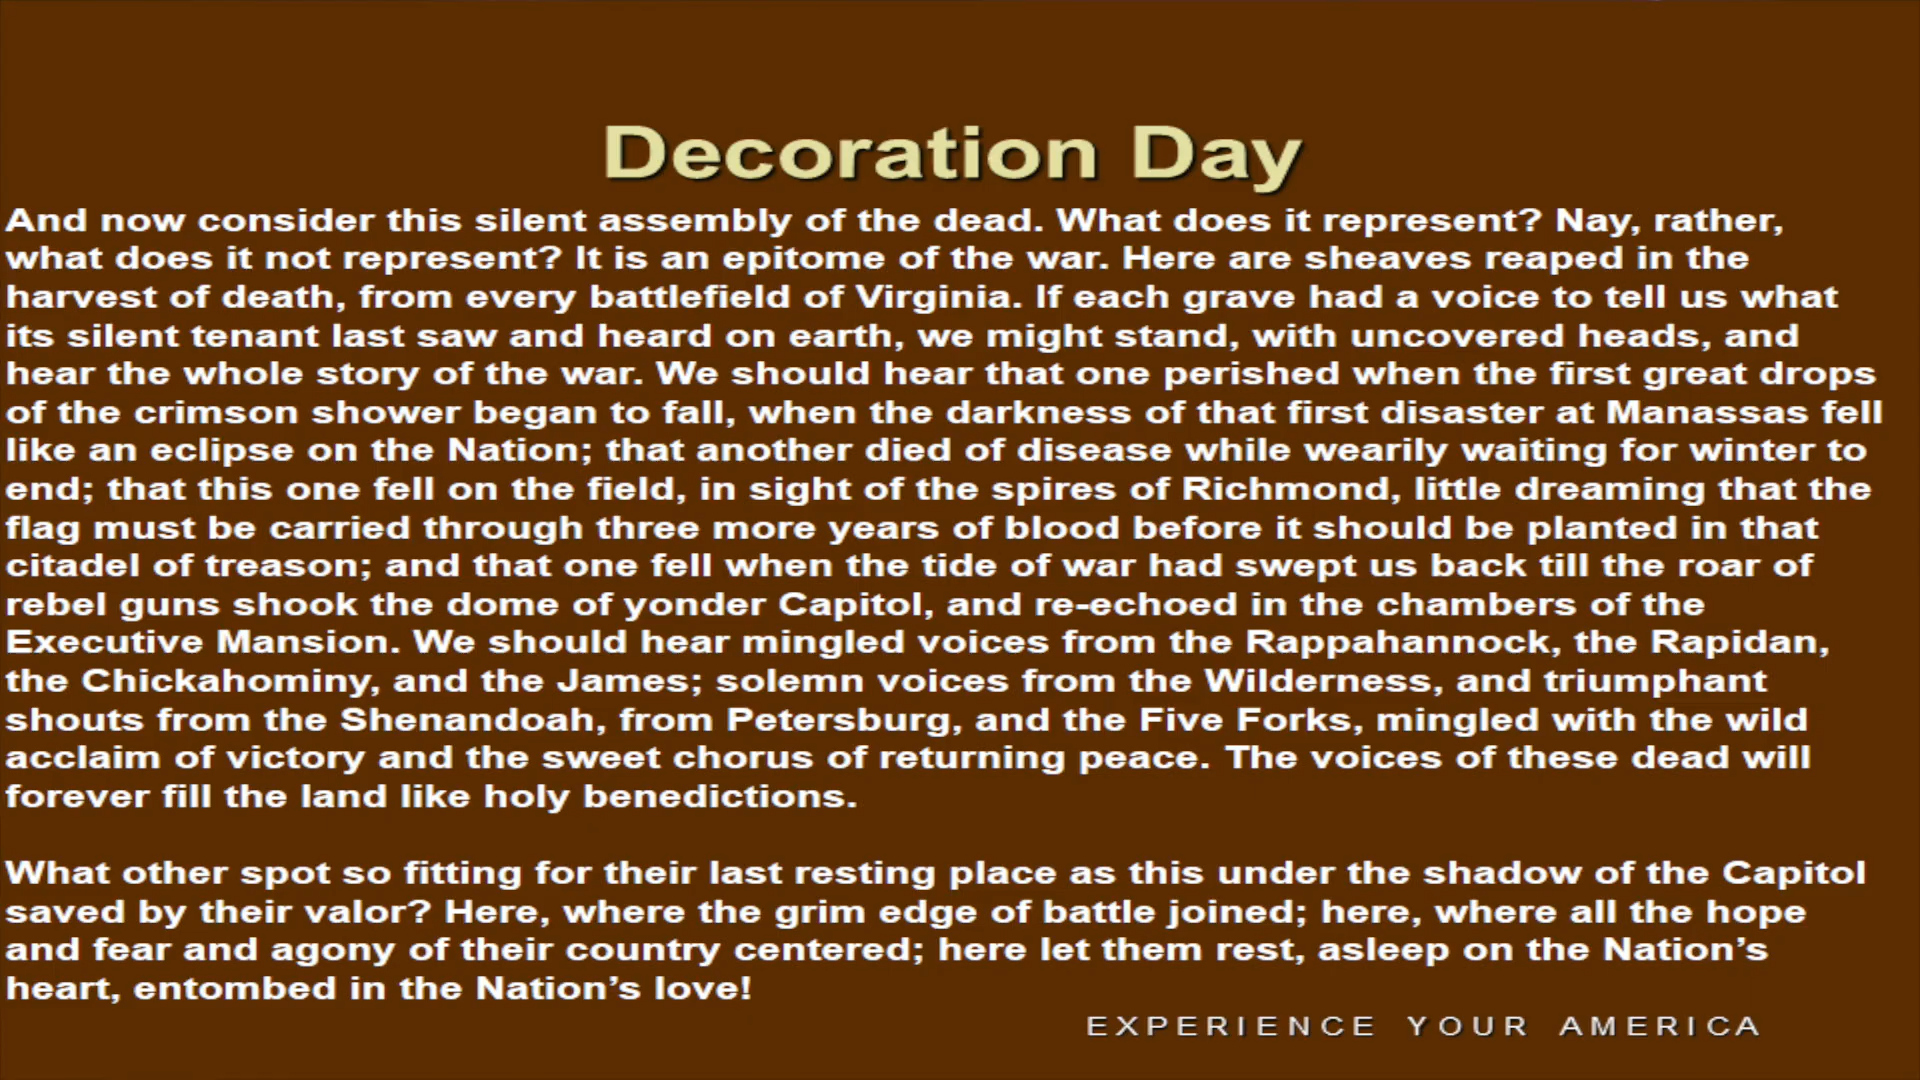 Decoration Day
And now consider this silent assembly of the dead. What does it represent? Nay, rather,
what does it not represent? It is an epitome of the war. Here are sheaves reaped in the
harvest of death, from every battlefield of Virginia. If each grave had a voice to tell us what
its silent tenant last saw and heard on earth, we might stand, with uncovered heads, and
hear the whole story of the war. We should hear that one perished when the first great drops
of the crimson shower began to fall, when the darkness of that first disaster at Manassas fell
like an eclipse on the Nation; that another died of disease while wearily waiting for winter to
end; that this one fell on the field, in sight of the spires of Richmond, little dreaming that the
flag must be carried through three more years of blood before it should be planted in that
citadel of treason; and that one fell when the tide of war had swept us back till the roar of
rebel guns shook the dome of yonder Capitol, and re-echoed in the chambers of the
Executive Mansion. We should hear mingled voices from the Rappahannock, the Rapidan,
the Chickahominy, and the James; solemn voices from the Wilderness, and triumphant
shouts from the Shenandoah, from Petersburg, and the Five Forks, mingled with the wild
acclaim of victory and the sweet chorus of returning peace. The voices of these dead will
forever fill the land like holy benedictions.
What other spot so fitting for their last resting place as this under the shadow of the Capitol
saved by their valor? Here, where the grim edge of battle joined; here, where all the hope
and fear and agony of their country centered; here let them rest, asleep on the Nation’s
heart, entombed in the Nation’s love!
EXPERIENCE YOUR AMERICA